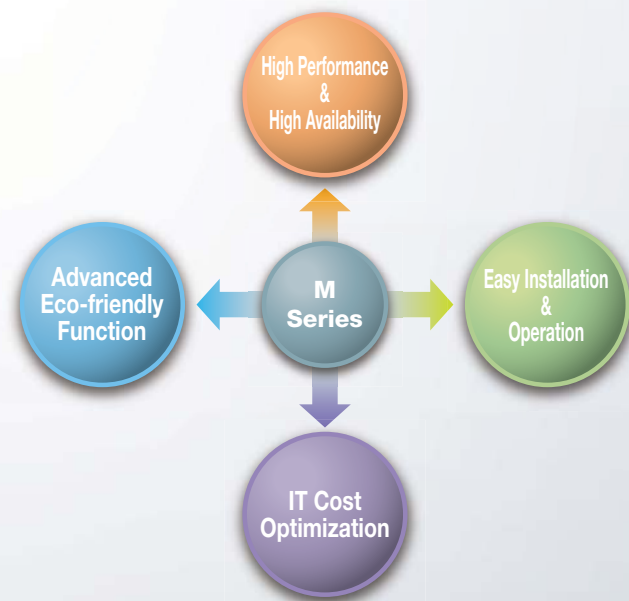 High Performance
&
High Availability
Advanced
Eco-friendly
Function
M
Series
Easy Installation
&
Operation
IT Cost
Optimization